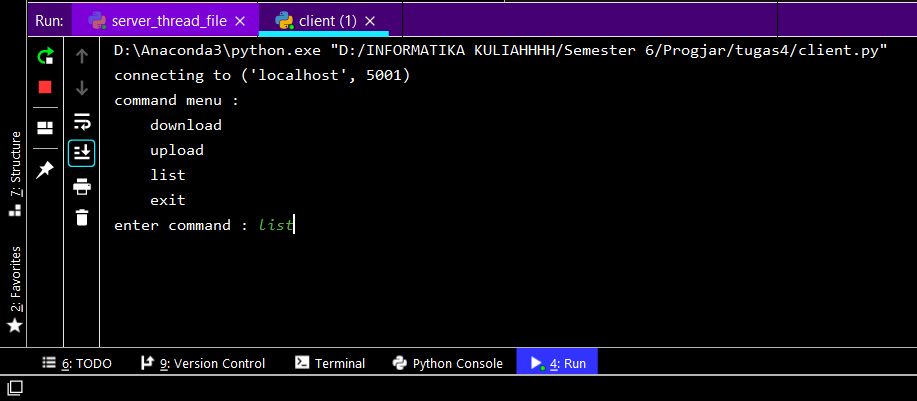 Run: server_thread_file × client (1) ×
D:\Anaconda3\python.exe "D:/INFORMATIKA KULIAHHHH/Semester 6/Progjar/tugas4/client.py"
connecting to ('localhost', 5001)
command menu :
    download
    upload
    list
    exit
enter command : list
7: Structure
2: Favorites
6: TODO 9: Version Control Terminal Python Console 4: Run